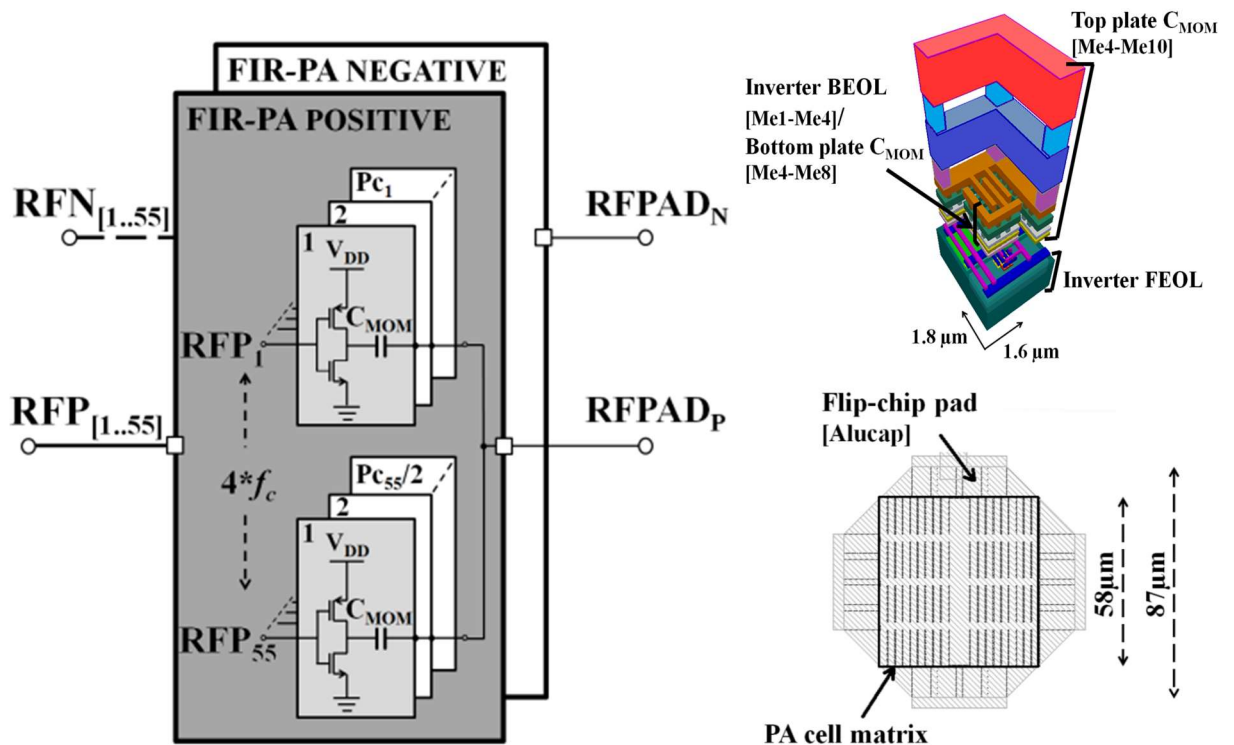 FIR-PA NEGATIVE
FIR-PA POSITIVE
RFN[1..55]
RFP[1..55]
RFPADN
RFPADP
Pc1
2
1
VDD
CMOM
RFP1
4*fc
Pc55/2
2
1
VDD
CMOM
RFP55
Top plate CMOM
[Me4-Me10]
Inverter BEOL
[Me1-Me4]/
Bottom plate CMOM
[Me4-Me8]
Inverter FEOL
1.8 µm
1.6 µm
Flip-chip pad
[Alucap]
58µm
87µm
PA cell matrix